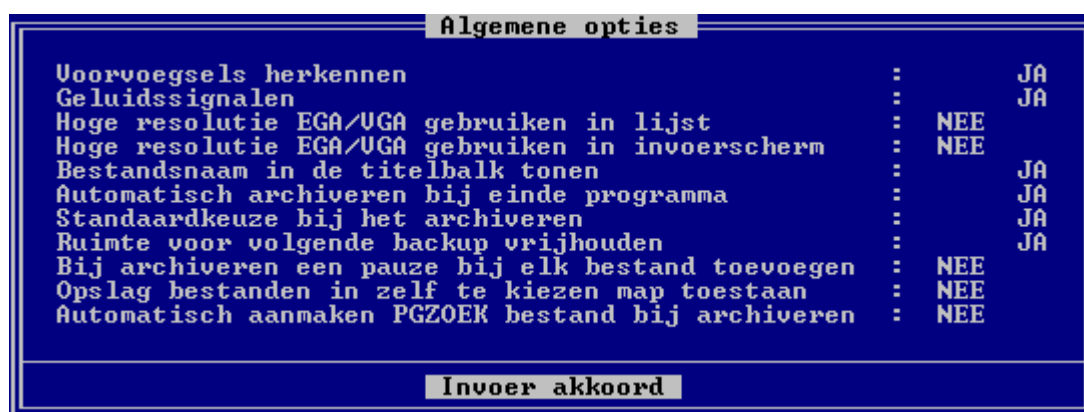 Algemene opties
Voorvoegsels herkennen : JA
Geluidssignalen : JA
Hoge resolutie EGA/VGA gebruiken in lijst : NEE
Hoge resolutie EGA/VGA gebruiken in invoerscherm : NEE
Bestandsnaam in de titelbalk tonen : JA
Automatisch archiveren bij einde programma : JA
Standaardkeuze bij het archiveren : JA
Ruimte voor volgende backup vrijhouden : JA
Bij archiveren een pauze bij elk bestand toevoegen : NEE
Opslag bestanden in zelf te kiezen map toestaan : NEE
Automatisch aanmaken PGZOEK bestand bij archiveren : NEE
Invoer akkoord